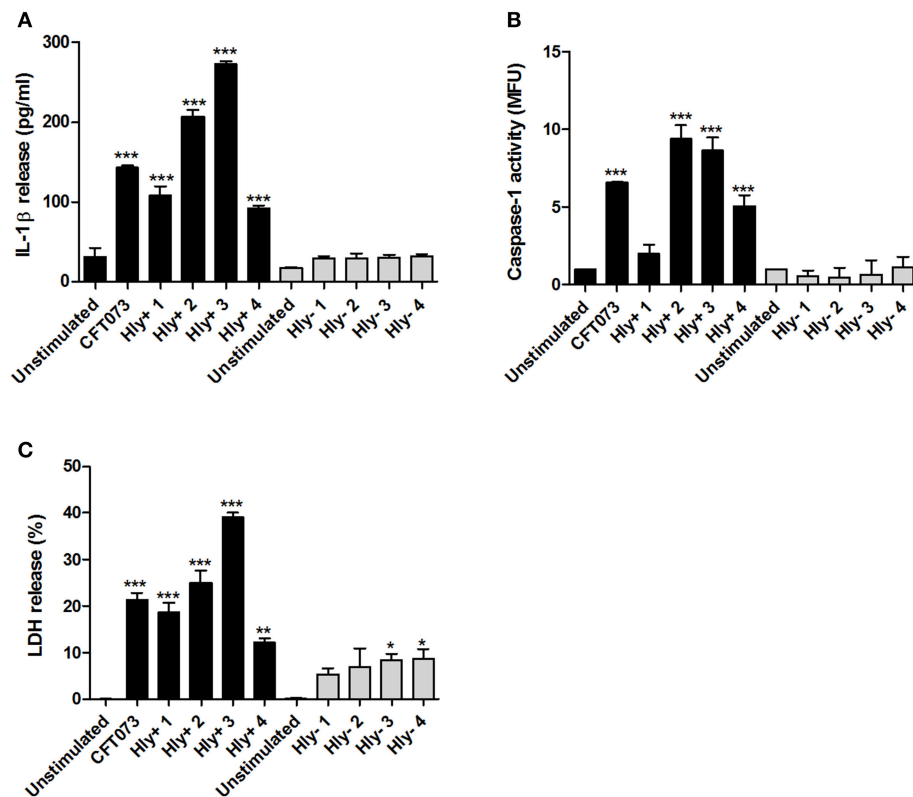 A
IL-1β release (pg/ml)
300
200
100
0
***
***
***
***
***
Unstimulated
CFT073
Hly+ 1
Hly+ 2
Hly+ 3
Hly+ 4
Unstimulated
Hly- 1
Hly- 2
Hly- 3
Hly- 4
B
Caspase-1 activity (MFU)
15
10
5
0
***
***
***
***
Unstimulated
CFT073
Hly+ 1
Hly+ 2
Hly+ 3
Hly+ 4
Unstimulated
Hly- 1
Hly- 2
Hly- 3
Hly- 4
C
LDH release (%)
50
40
30
20
10
0
***
***
***
***
**
*
*
Unstimulated
CFT073
Hly+ 1
Hly+ 2
Hly+ 3
Hly+ 4
Unstimulated
Hly- 1
Hly- 2
Hly- 3
Hly- 4